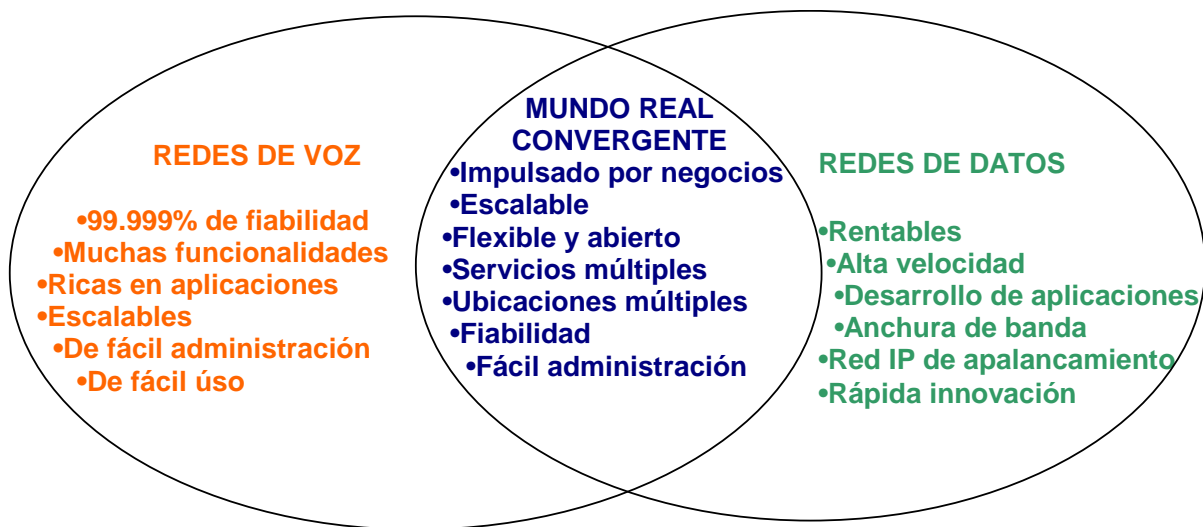 REDES DE VOZ
•99.999% de fiabilidad
•Muchas funcionalidades
•Ricas en aplicaciones
•Escalables
•De fácil administración
•De fácil úso
MUNDO REAL
CONVERGENTE
•Impulsado por negocios
•Escalable
•Flexible y abierto
•Servicios múltiples
•Ubicaciones múltiples
•Fiabilidad
•Fácil administración
REDES DE DATOS
•Rentables
•Alta velocidad
•Desarrollo de aplicaciones
•Anchura de banda
•Red IP de apalancamiento
•Rápida innovación